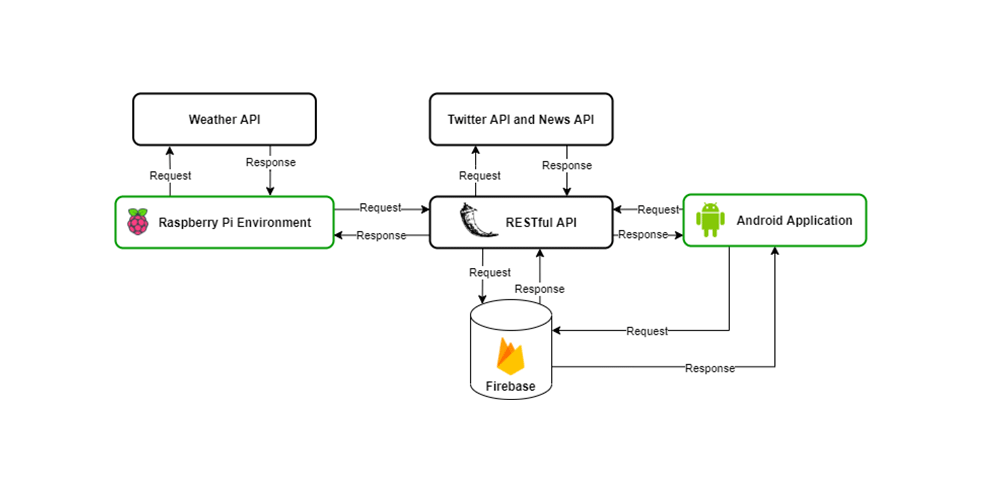 Weather API
Twitter API and News API
Request
Response
Request
Response
Raspberry Pi Environment
Request
Response
RESTful API
Request
Response
Android Application
Request
Response
Request
Response
Firebase